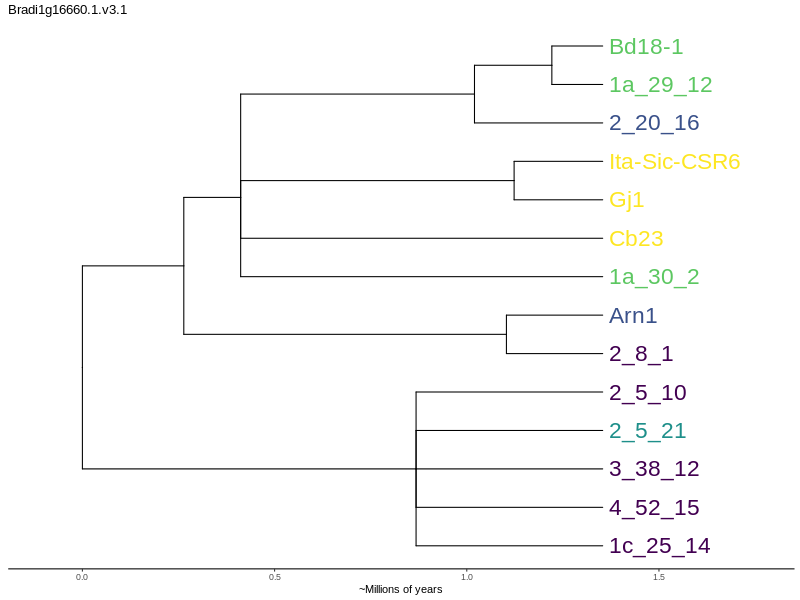 Bradi1g16660.1.v3.1
Bd18-1
1a_29_12
2_20_16
Ita-Sic-CSR6
Gj1
Cb23
1a_30_2
Arn1
2_8_1
2_5_10
2_5_21
3_38_12
4_52_15
1c_25_14
0.0 0.5 1.0 1.5
~Millions of years